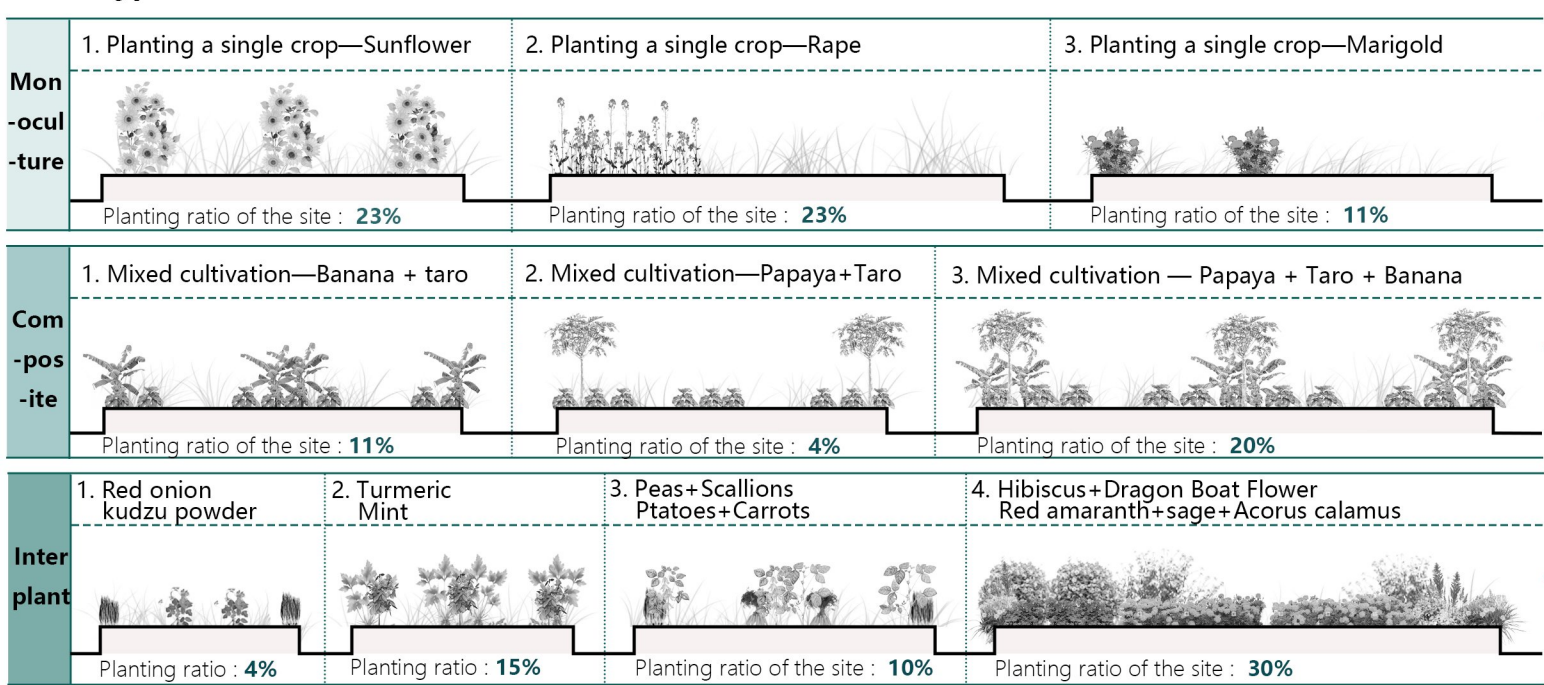 Mon
-ocul
-ture
1. Planting a single crop—Sunflower
Planting ratio of the site : 23%
2. Planting a single crop—Rape
Planting ratio of the site : 23%
3. Planting a single crop—Marigold
Planting ratio of the site : 11%
Com
-pos
-ite
1. Mixed cultivation—Banana + taro
Planting ratio of the site : 11%
2. Mixed cultivation—Papaya+Taro
Planting ratio of the site : 4%
3. Mixed cultivation — Papaya + Taro + Banana
Planting ratio of the site : 20%
Inter
plant
1. Red onion
kudzu powder
Planting ratio : 4%
2. Turmeric
Mint
Planting ratio : 15%
3. Peas+Scallions
Ptatoes+Carrots
Planting ratio of the site : 10%
4. Hibiscus+Dragon Boat Flower
Red amaranth+sage+Acorus calamus
Planting ratio of the site : 30%